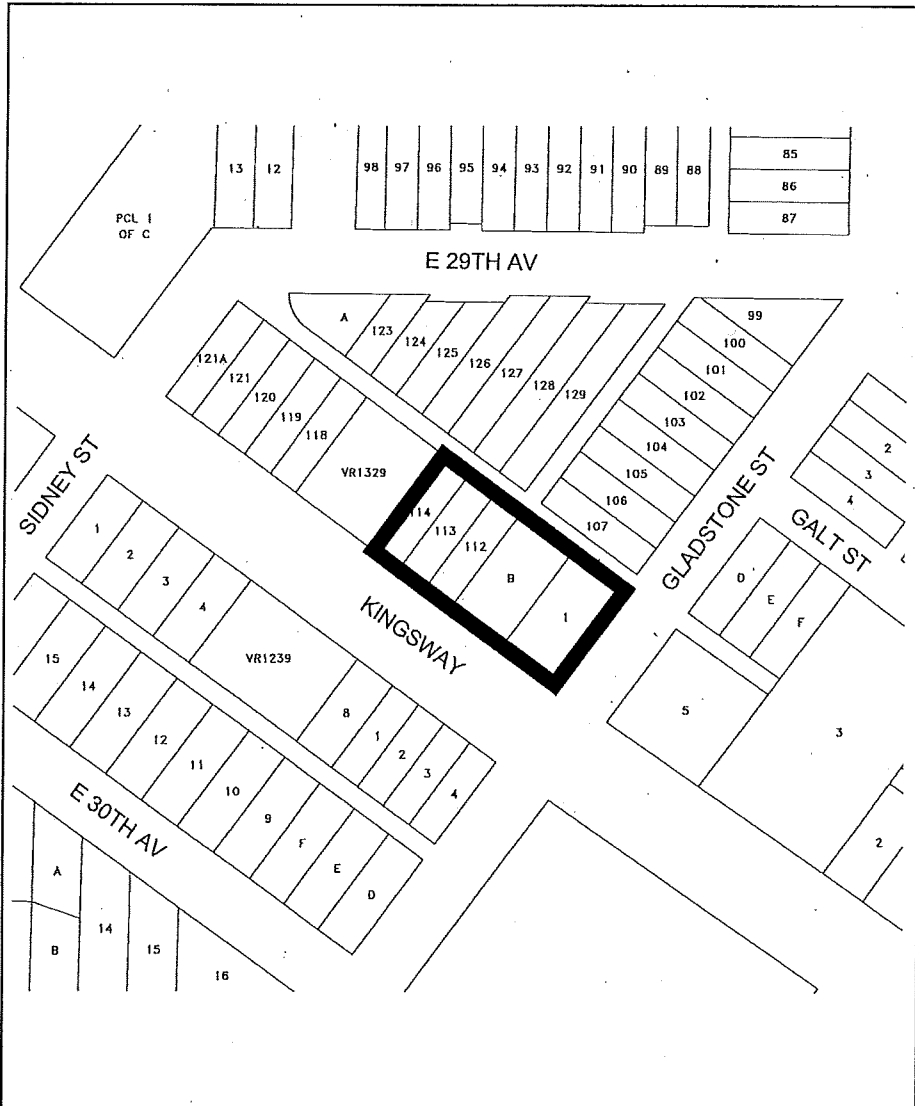 13 12 98 97 96 95 94 93 92 91 90 89 88 85
86
87
PCL 1
OF C
E 29TH AV
A 123 124 125 126 127 128 129
99
100
101
102
103
104
105
106
107
121A 121 120 119 118 VR1329 114 113 112 B 1
SIDNEY ST
KINGSWAY
GLADSTONE ST
GALT ST
2
3
4
D E F
5
3
2
1 2 3 A VR1239 8 1 2 3 A
15 14 13 12 11 10 9 F E D
E 30TH AV
A
B
14 15 16